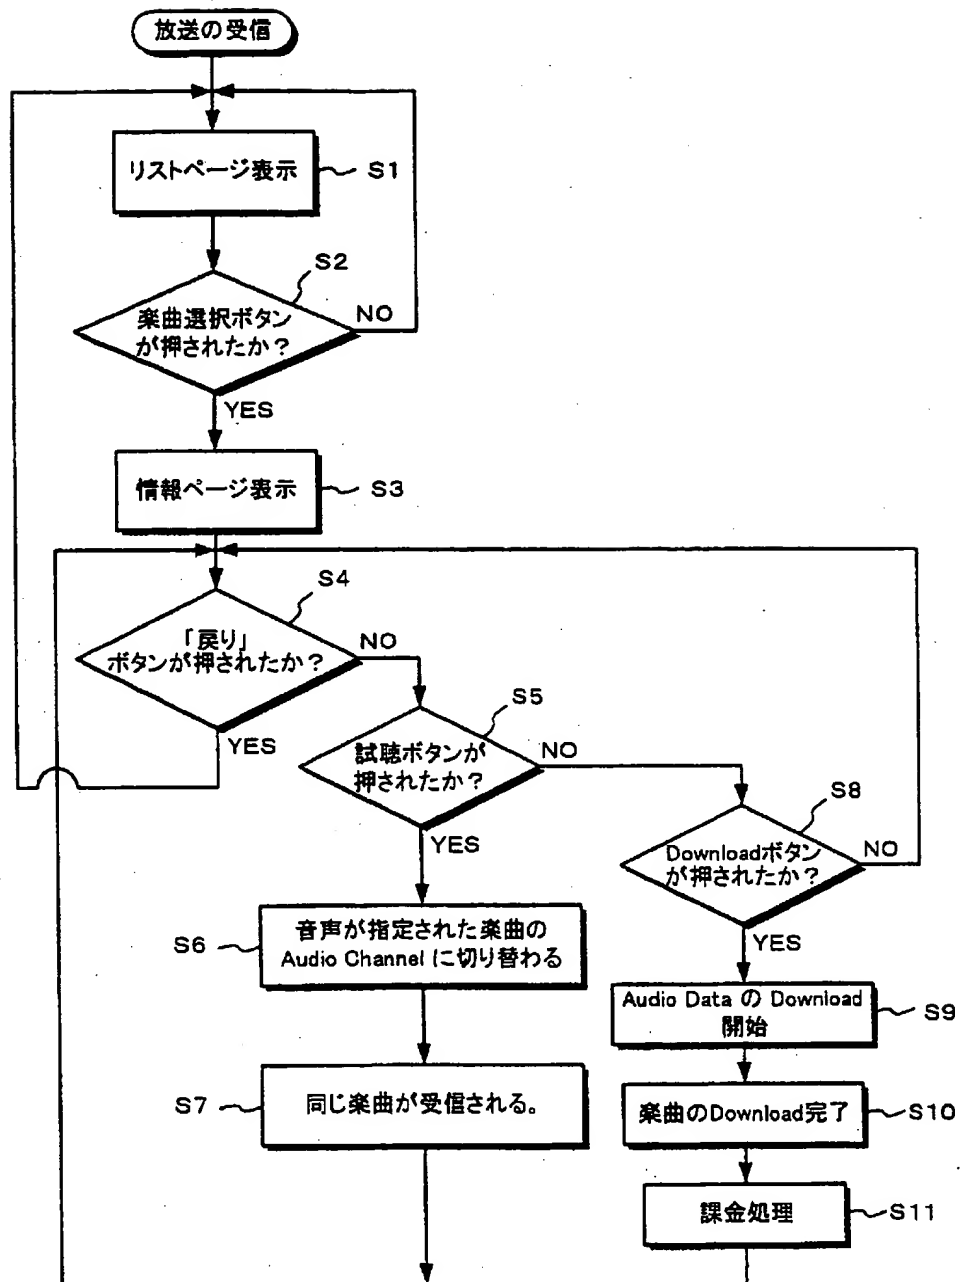 放送の受信
リストページ表示
S1
S2
楽曲選択ボタン
が押されたか？
NO
YES
情報ページ表示
S3
S4
「戻り」
ボタンが押されたか？
NO
YES
S5
試聴ボタンが
押されたか？
NO
YES
S8
Downloadボタン
が押されたか？
NO
YES
S6
音声が指定された楽曲の
Audio Channel に切り替わる
Audio Data の Download
開始
S9
S7
同じ楽曲が受信される。
楽曲のDownload完了
S10
課金処理
S11